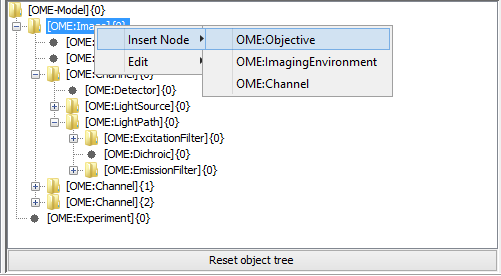 [OME-Model]{0}
[OME:Image]{0}
[OME:
[OME:
[OME:Channel]{0}
[OME:Detector]{0}
[OME:LightSource]{0}
[OME:LightPath]{0}
[OME:ExcitationFilter]{0}
[OME:Dichroic]{0}
[OME:EmissionFilter]{0}
[OME:Channel]{1}
[OME:Channel]{2}
[OME:Experiment]{0}
Insert Node
Edit
OME:Objective
OME:ImagingEnvironment
OME:Channel
Reset object tree